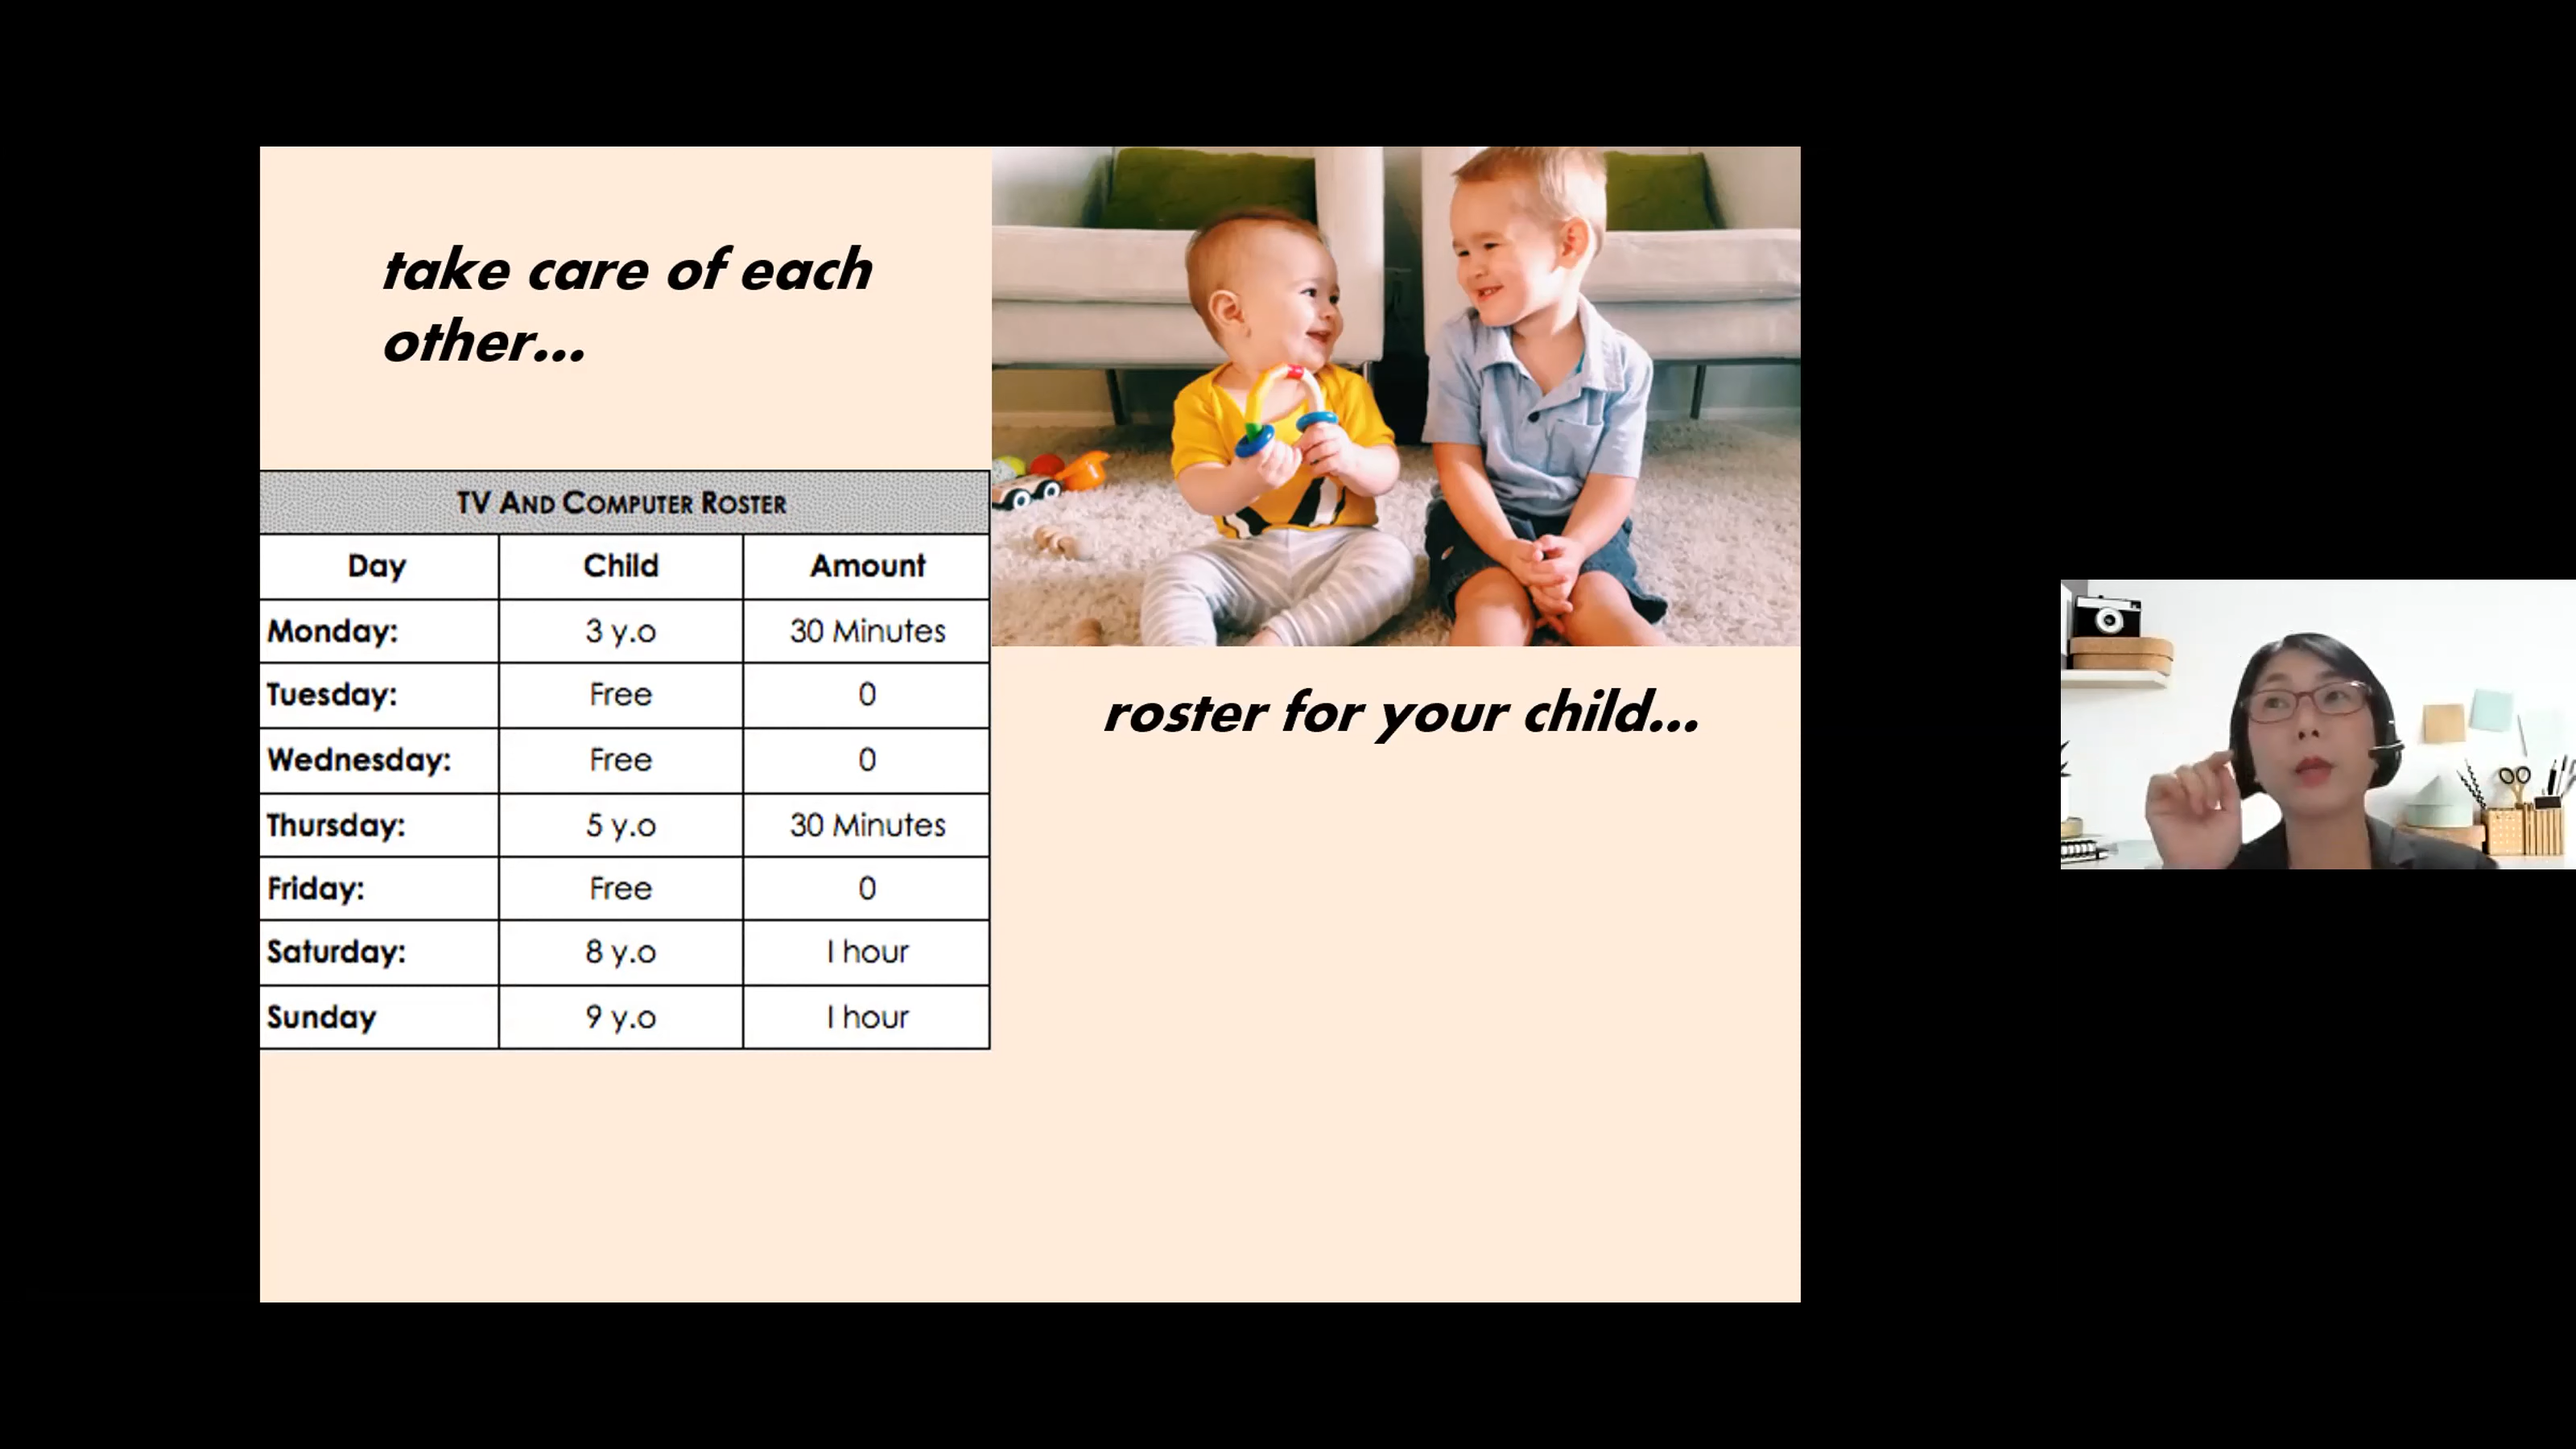 take care of each
other...
TV AND COMPUTER ROSTER
Day Child Amount
Monday: 3 y.o 30 Minutes
Tuesday: Free 0
Wednesday: Free 0
Thursday: 5 y.o 30 Minutes
Friday: Free 0
Saturday: 8 y.o 1 hour
Sunday 9 y.o 1 hour
roster for your child...